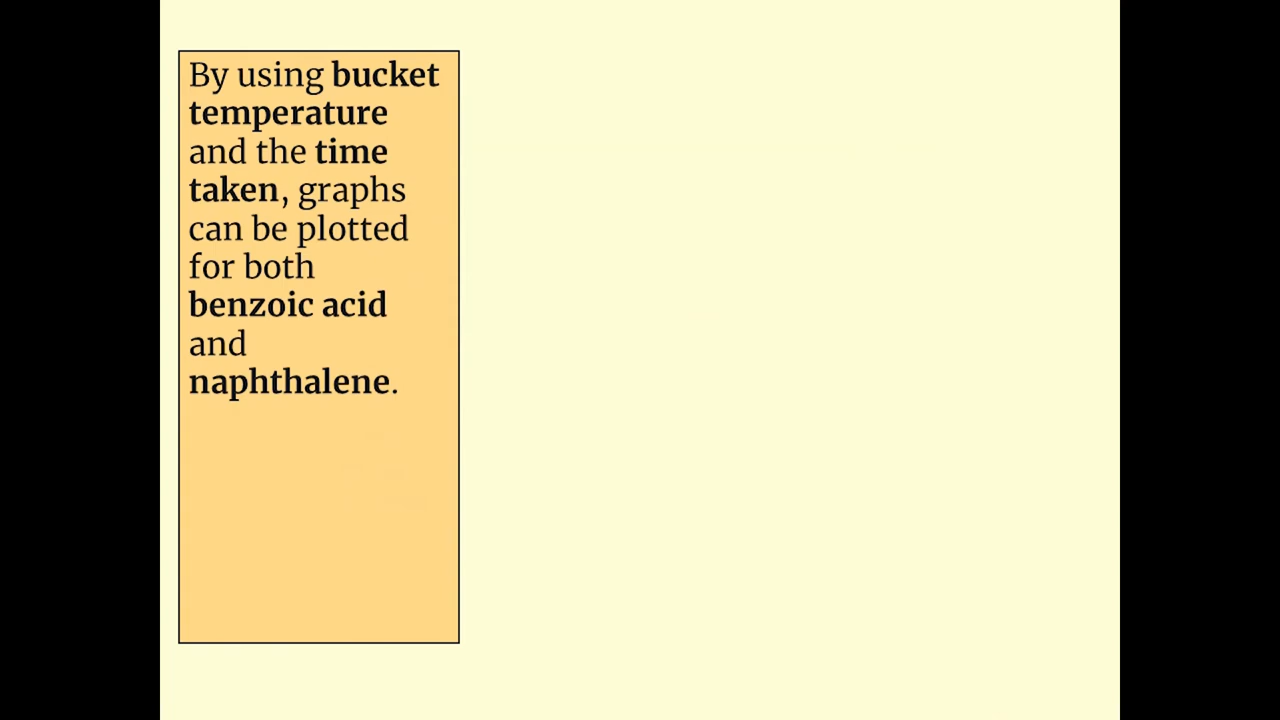 By using bucket
temperature
and the time
taken, graphs
can be plotted
for both
benzoic acid
and
naphthalene.